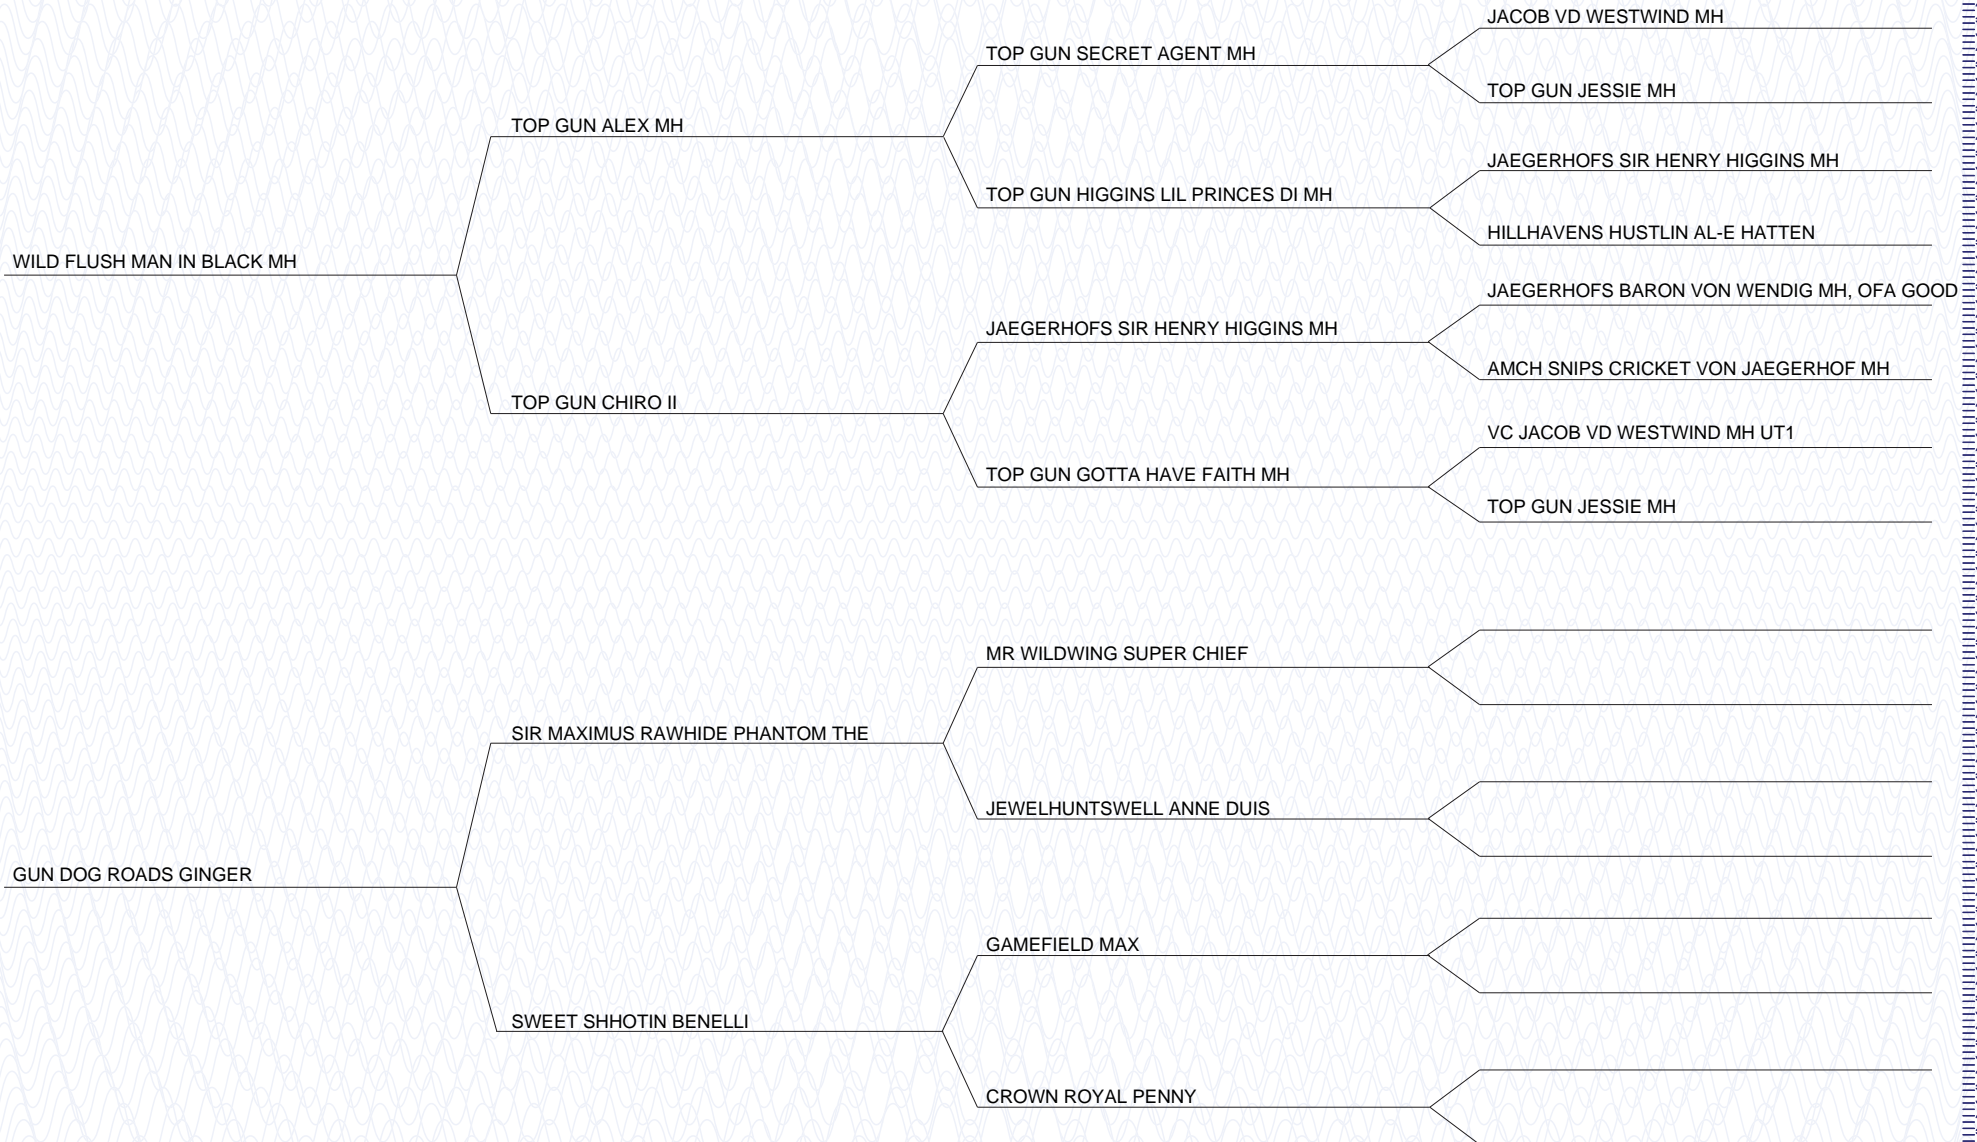 JACOB VD WESTWIND MH
TOP GUN SECRET AGENT MH
TOP GUN JESSIE MH
TOP GUN ALEX MH
JAEGERHOFS SIR HENRY HIGGINS MH
TOP GUN HIGGINS LIL PRINCES DI MH
HILLHAVENS HUSTLIN AL-E HATTEN
WILD FLUSH MAN IN BLACK MH
JAEGERHOFS BARON VON WENDIG MH, OFA GOOD
JAEGERHOFS SIR HENRY HIGGINS MH
AMCH SNIPS CRICKET VON JAEGERHOF MH
TOP GUN CHIRO II
VC JACOB VD WESTWIND MH UT1
TOP GUN GOTTA HAVE FAITH MH
TOP GUN JESSIE MH
MR WILDWING SUPER CHIEF
SIR MAXIMUS RAWHIDE PHANTOM THE
JEWELHUNTSWELL ANNE DUIS
GUN DOG ROADS GINGER
GAMEFIELD MAX
SWEET SHHOTIN BENELLI
CROWN ROYAL PENNY